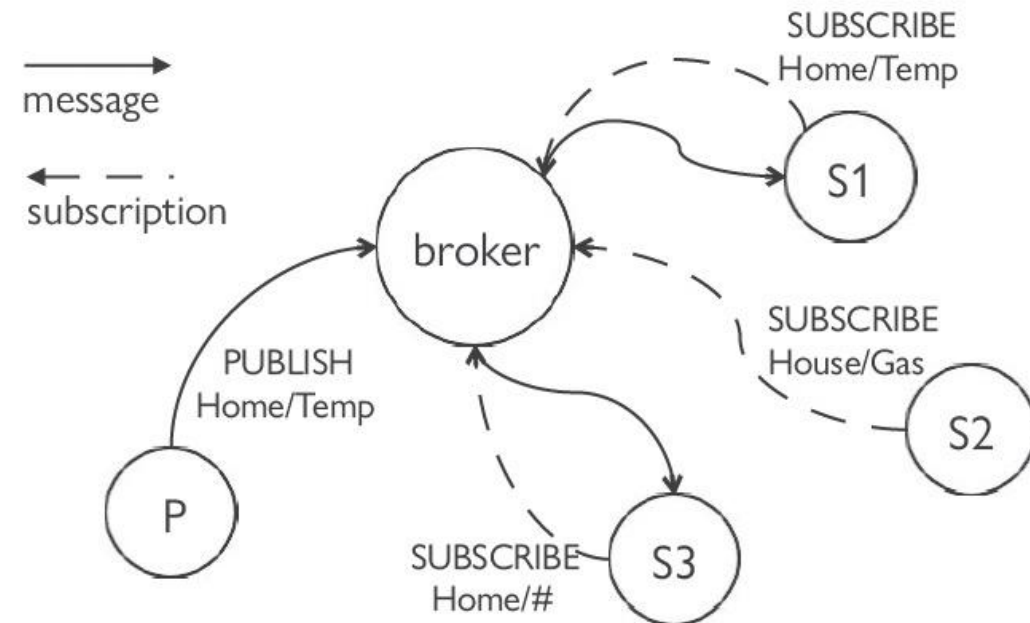 message
subscription
SUBSCRIBE
Home/Temp
S1
broker
SUBSCRIBE
House/Gas
S2
PUBLISH
Home/Temp
P
SUBSCRIBE
Home/#
S3